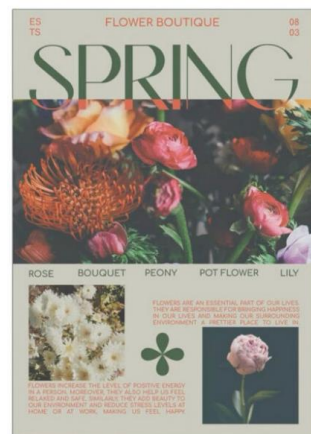 ES
TS
FLOWER BOUTIQUE
08
03
SPRING
ROSE BOUQUET PEONY POT FLOWER LILY
FLOWERS ARE AN ESSENTIAL PART OF OUR LIVES.
THEY ARE RESPONSIBLE FOR BRINGING HAPPINESS
IN OUR LIVES AND MAKING OUR SURROUNDING
ENVIRONMENT A PRETTIER PLACE TO LIVE IN.
FLOWERS INCREASE THE LEVEL OF POSITIVE ENERGY
IN A PERSON. MOREOVER, THEY ALSO HELP US FEEL
RELAXED AND SAFE. DARLABLE THEY ADD BEAUTY TO
OUR ENVIRONMENT AND REDUCE STRESS LEVELS AT
HOME OR AT WORK, MAKING US FEEL HAPPY